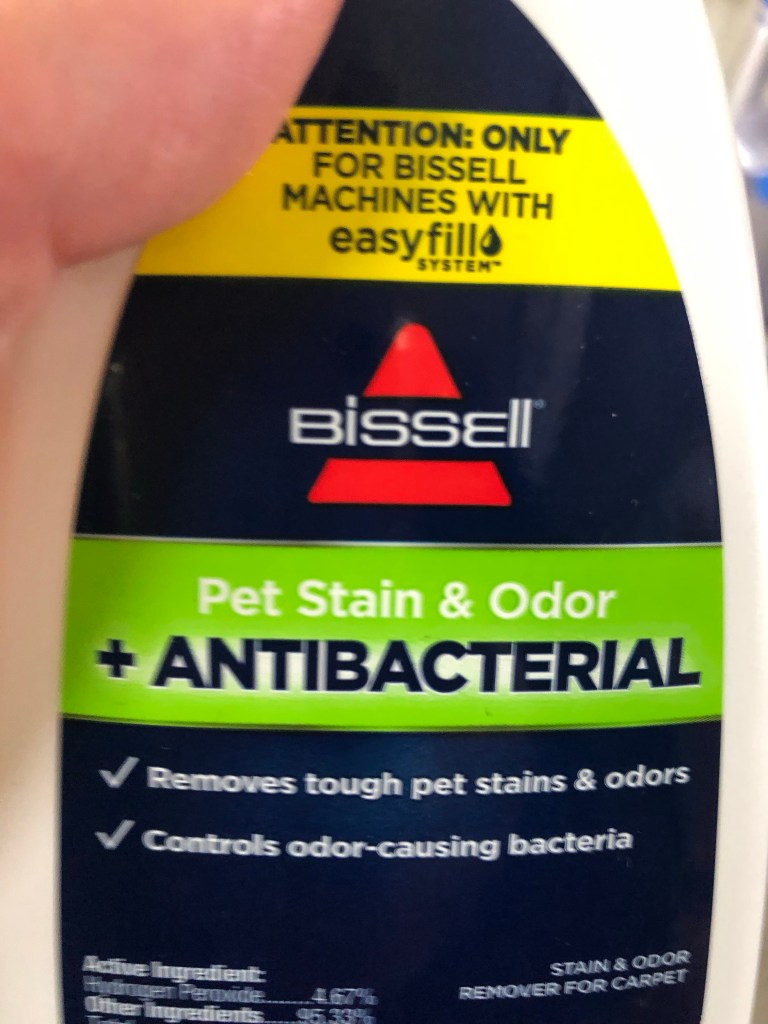 ATTENTION: ONLY
FOR BISSELL
MACHINES WITH
easyfill
SYSTEM™
BISSELL®
Pet Stain & Odor
+ ANTIBACTERIAL
✓ Removes tough pet stains & odors
✓ Controls odor-causing bacteria
Active Ingredient:
Hydrogen Peroxide.......4.67%
Other Ingredients.....95.33%
Total
STAIN & ODOR
REMOVER FOR CARPET